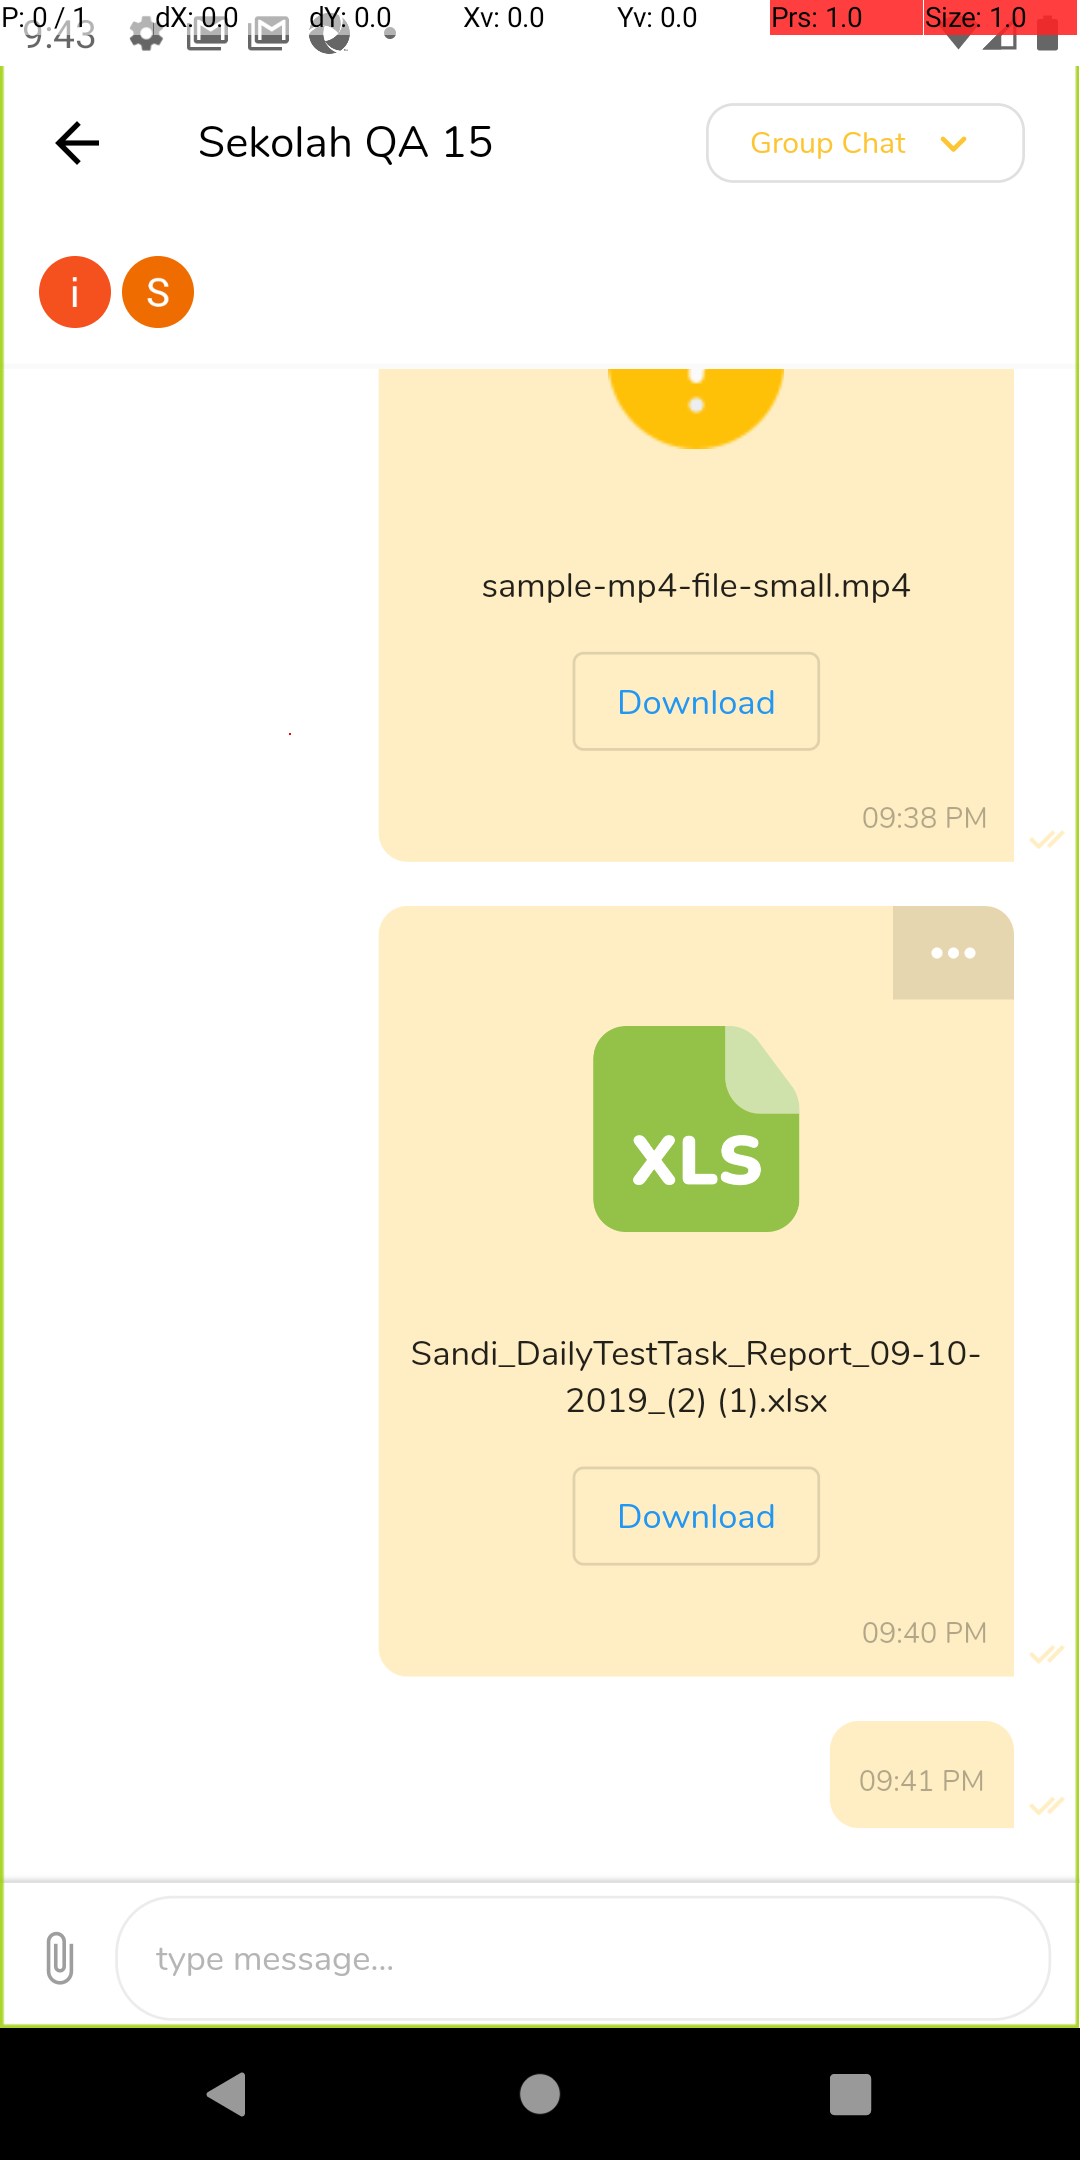 P: 0 / 1 dX: 0.0 dY: 0.0 Xv: 0.0 Yv: 0.0 Prs: 1.0 Size: 1.0
9:43
Sekolah QA 15
Group Chat
i S
sample-mp4-file-small.mp4
Download
09:38 PM
XLS
Sandi_DailyTestTask_Report_09-10-
2019_(2) (1).xlsx
Download
09:40 PM
09:41 PM
type message...